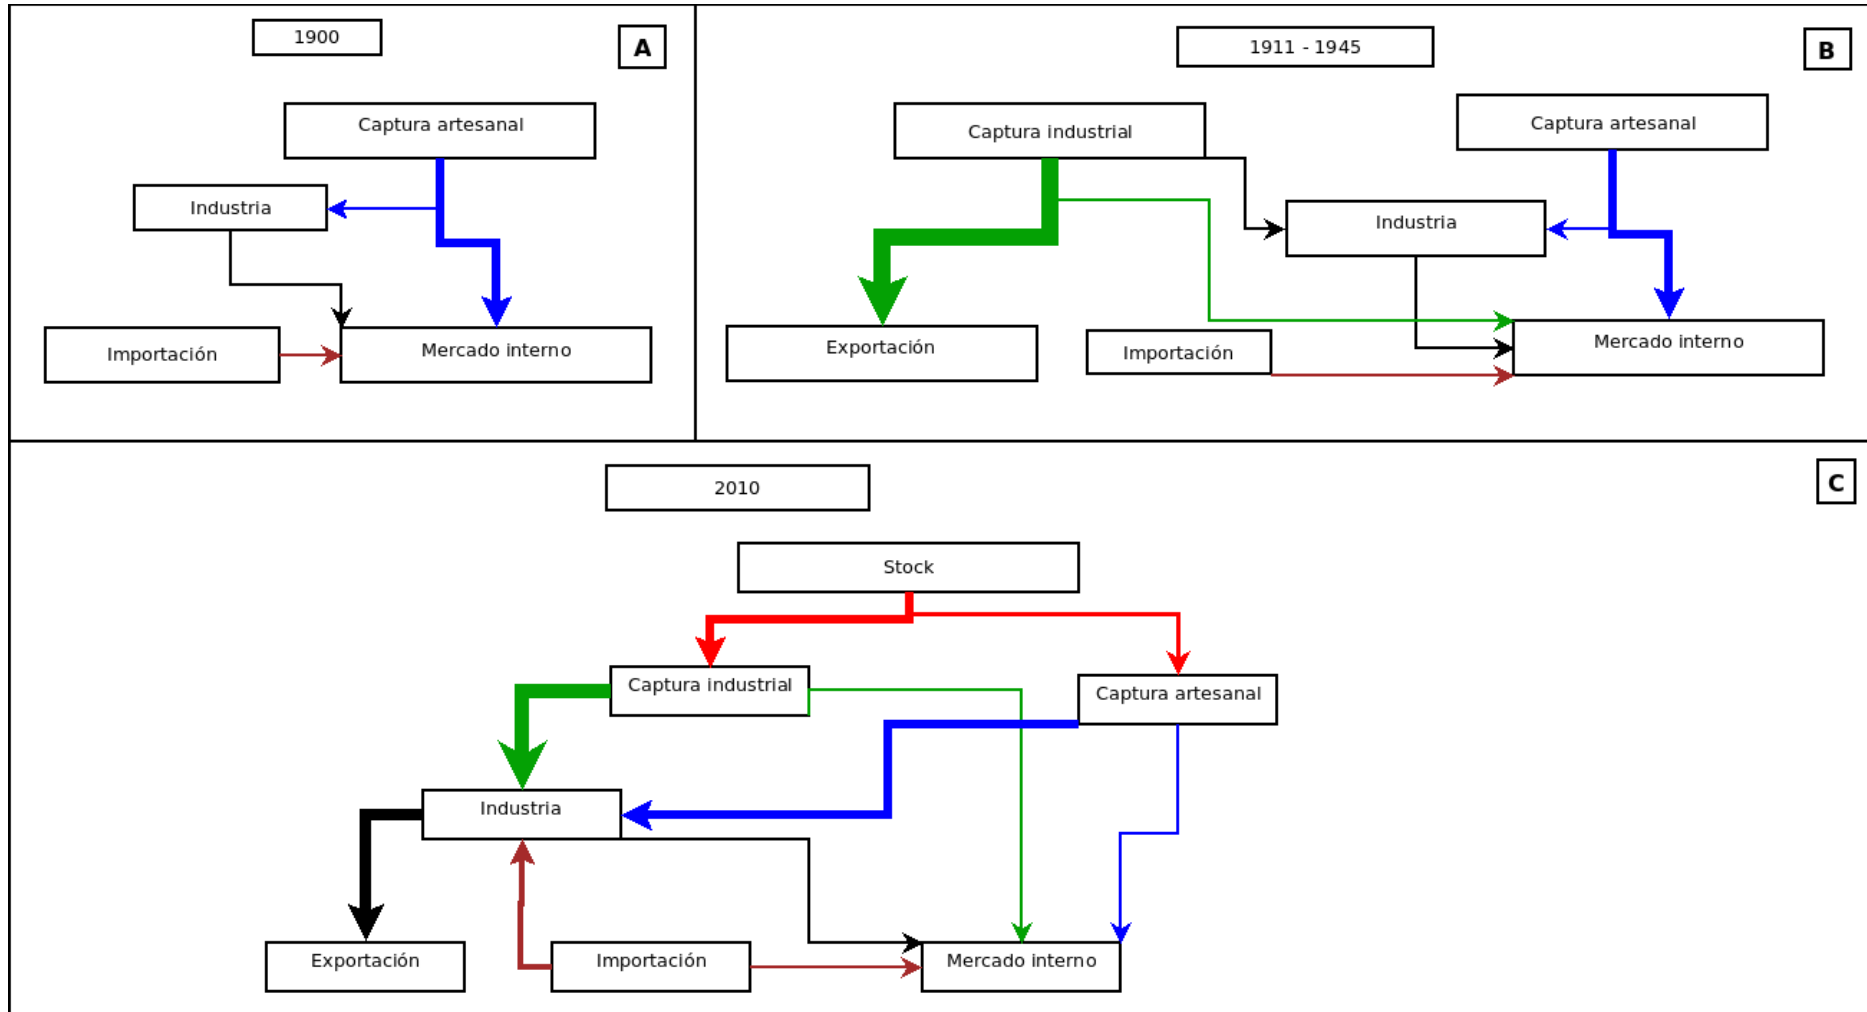 1900
A
Captura artesanal
Industria
Importación
Mercado interno
1911 - 1945
B
Captura industrial
Captura artesanal
Industria
Exportación
Importación
Mercado interno
2010
C
Stock
Captura industrial
Captura artesanal
Industria
Exportación
Importación
Mercado interno